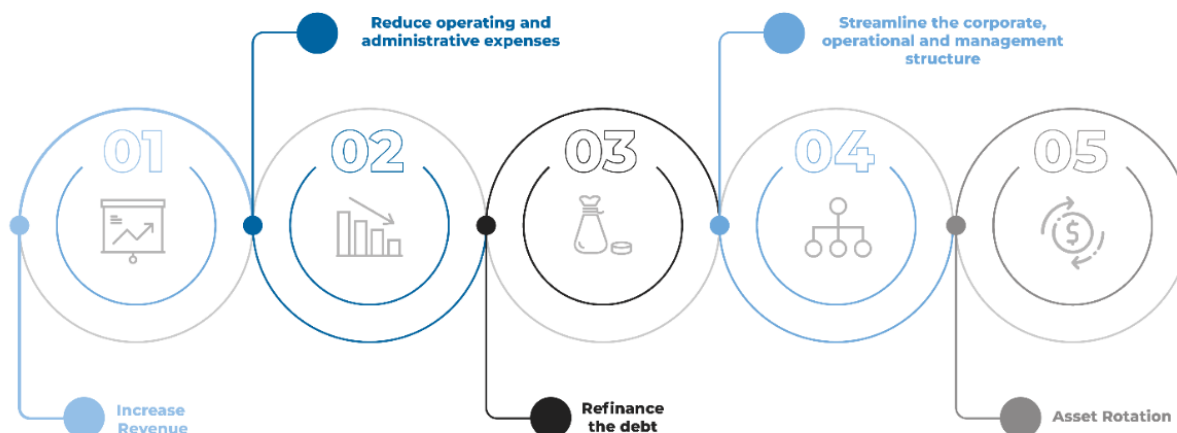 Reduce operating and
administrative expenses
Streamline the corporate,
operational and management
structure
01
02
03
04
05
$
Increase
Revenue
Refinance
the debt
Asset Rotation